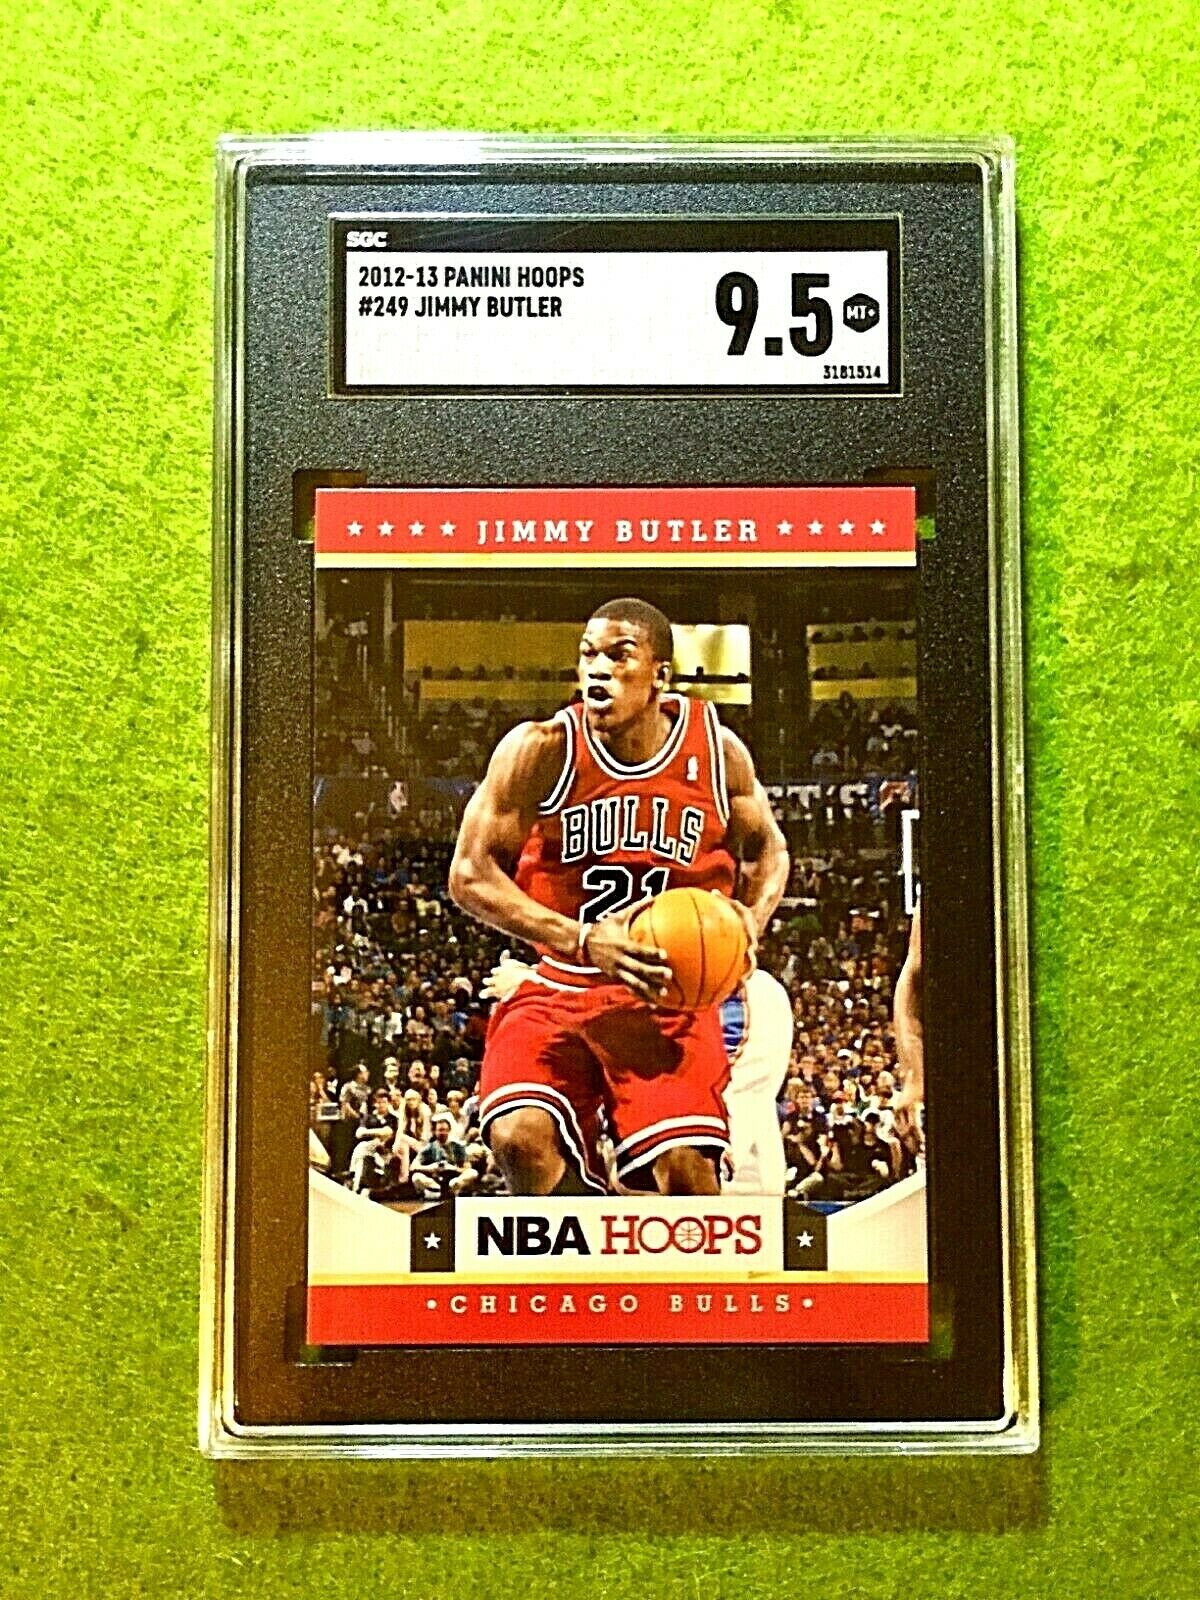 SGC
2012-13 PANINI HOOPS
#249 JIMMY BUTLER
9.5 MT+
3181514
★ ★ ★ ★ JIMMY BUTLER ★ ★ ★ ★
BULLS
21
★ NBA HOOPS ★
• CHICAGO BULLS •